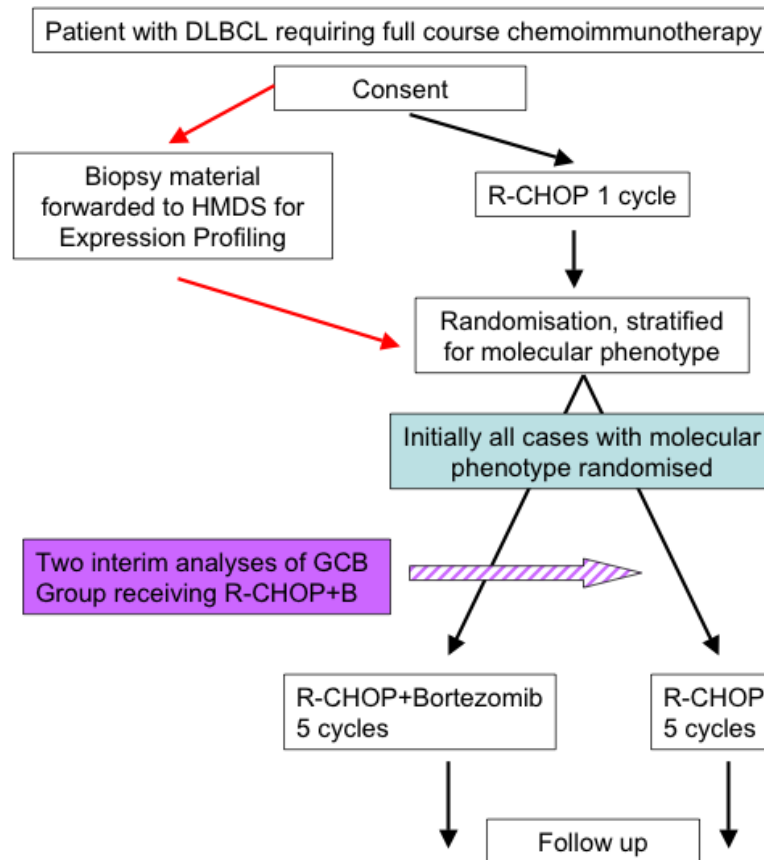 Patient with DLBCL requiring full course chemoimmunotherapy
Consent
Biopsy material
forwarded to HMDS for
Expression Profiling
R-CHOP 1 cycle
Randomisation, stratified
for molecular phenotype
Initially all cases with molecular
phenotype randomised
Two interim analyses of GCB
Group receiving R-CHOP+B
R-CHOP+Bortezomib
5 cycles
R-CHOP
5 cycles
Follow up